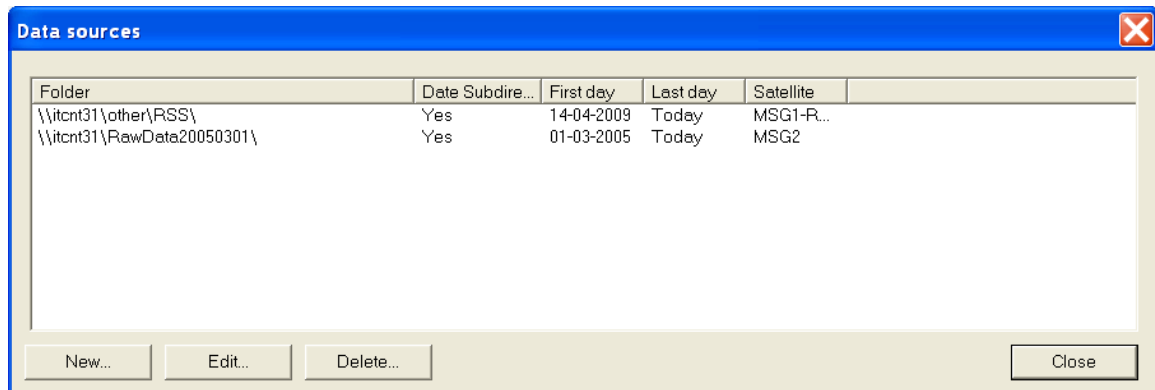 Data sources
Folder Date Subdire... First day Last day Satellite
\\itcnt31\other\RSS\ Yes 14-04-2009 Today MSG1-R...
\\itcnt31\RawData20050301\ Yes 01-03-2005 Today MSG2
New... Edit... Delete... Close